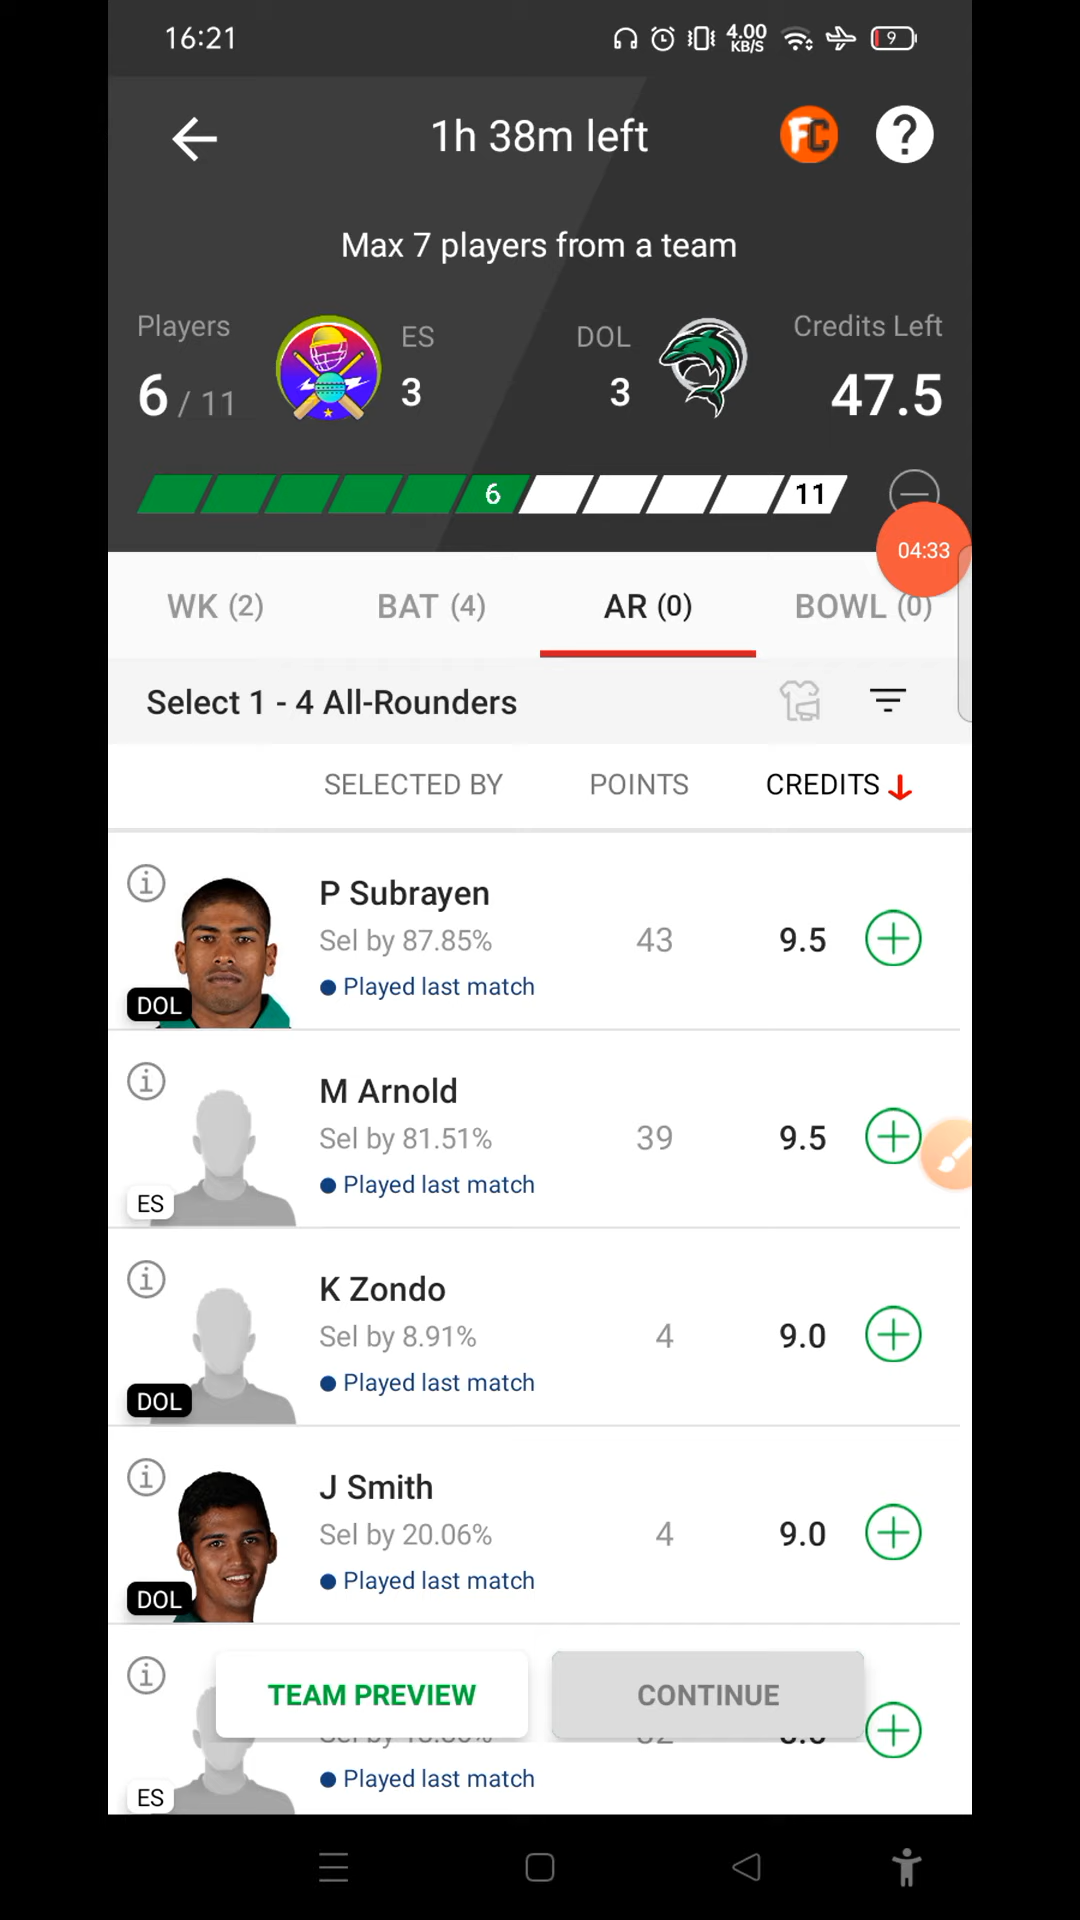 16:21
4.00 KB/S
9
1h 38m left
FC
?
Max 7 players from a team
Players
ES
DOL
Credits Left
6 / 11
3
3
47.5
6
11
04:33
WK (2)
BAT (4)
AR (0)
BOWL (0)
Select 1 - 4 All-Rounders
SELECTED BY
POINTS
CREDITS
P Subrayen
Sel by 87.85%
43
9.5
Played last match
DOL
M Arnold
Sel by 81.51%
39
9.5
Played last match
ES
K Zondo
Sel by 8.91%
4
9.0
Played last match
DOL
J Smith
Sel by 20.06%
4
9.0
Played last match
DOL
TEAM PREVIEW
CONTINUE
Sel by
Played last match
ES